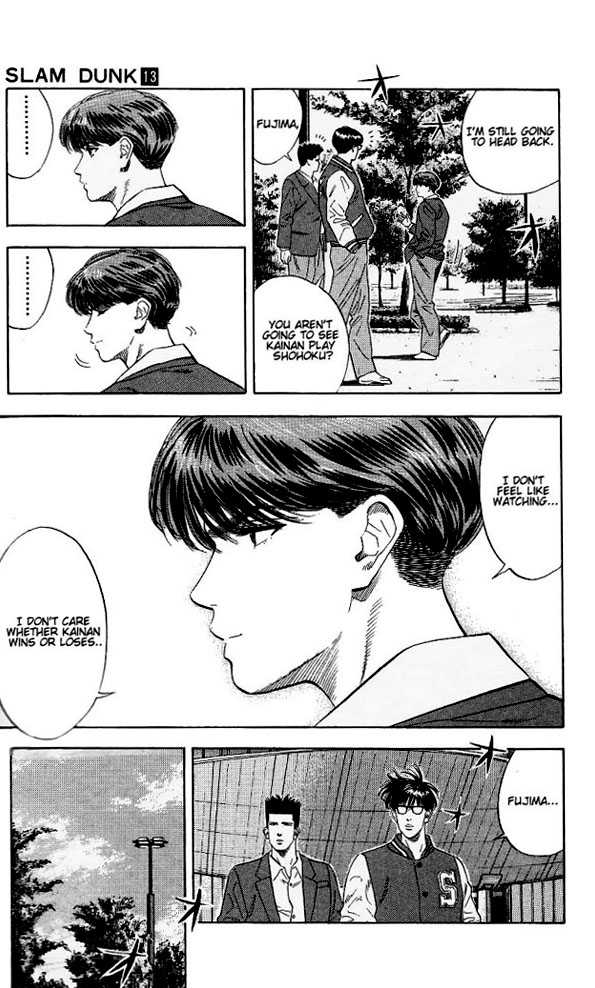 SLAM DUNK 13
I'M STILL GOING
TO HEAD BACK.
FUJIMA,
YOU AREN'T
GOING TO SEE
KAINAN PLAY
SHOHOKU?
..........
..........
I DON'T
FEEL LIKE
WATCHING...
I DON'T CARE
WHETHER KAINAN
WINS OR LOSES..
FUJIMA...
S